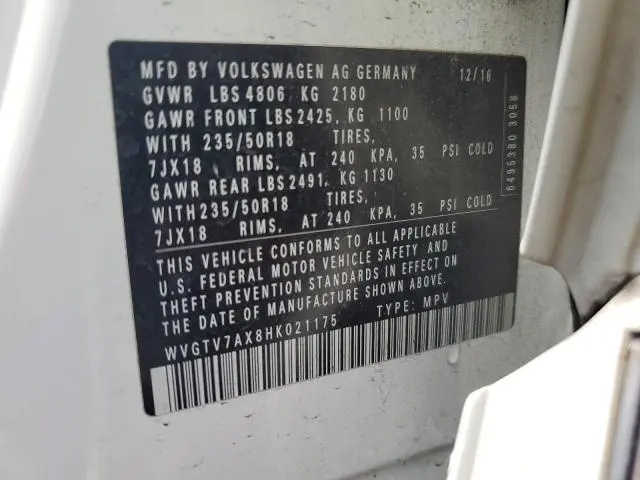 MFD BY VOLKSWAGEN AG GERMANY 12/16
GVWR LBS 4806 KG 2180
GAWR FRONT LBS 2425, KG 1100
WITH 235/50R18 TIRES,
7JX18 RIMS, AT 240 KPA, 35 PSI COLD
GAWR REAR LBS 2491, KG 1130
WITH 235/50R18 TIRES,
7JX18 RIMS, AT 240 KPA, 35 PSI COLD
THIS VEHICLE CONFORMS TO ALL APPLICABLE
U.S. FEDERAL MOTOR VEHICLE SAFETY AND
THEFT PREVENTION STANDARDS IN EFFECT ON
THE DATE OF MANUFACTURE SHOWN ABOVE.
WVGTV7AX8HK021175 TYPE: MPV
6495380 3058